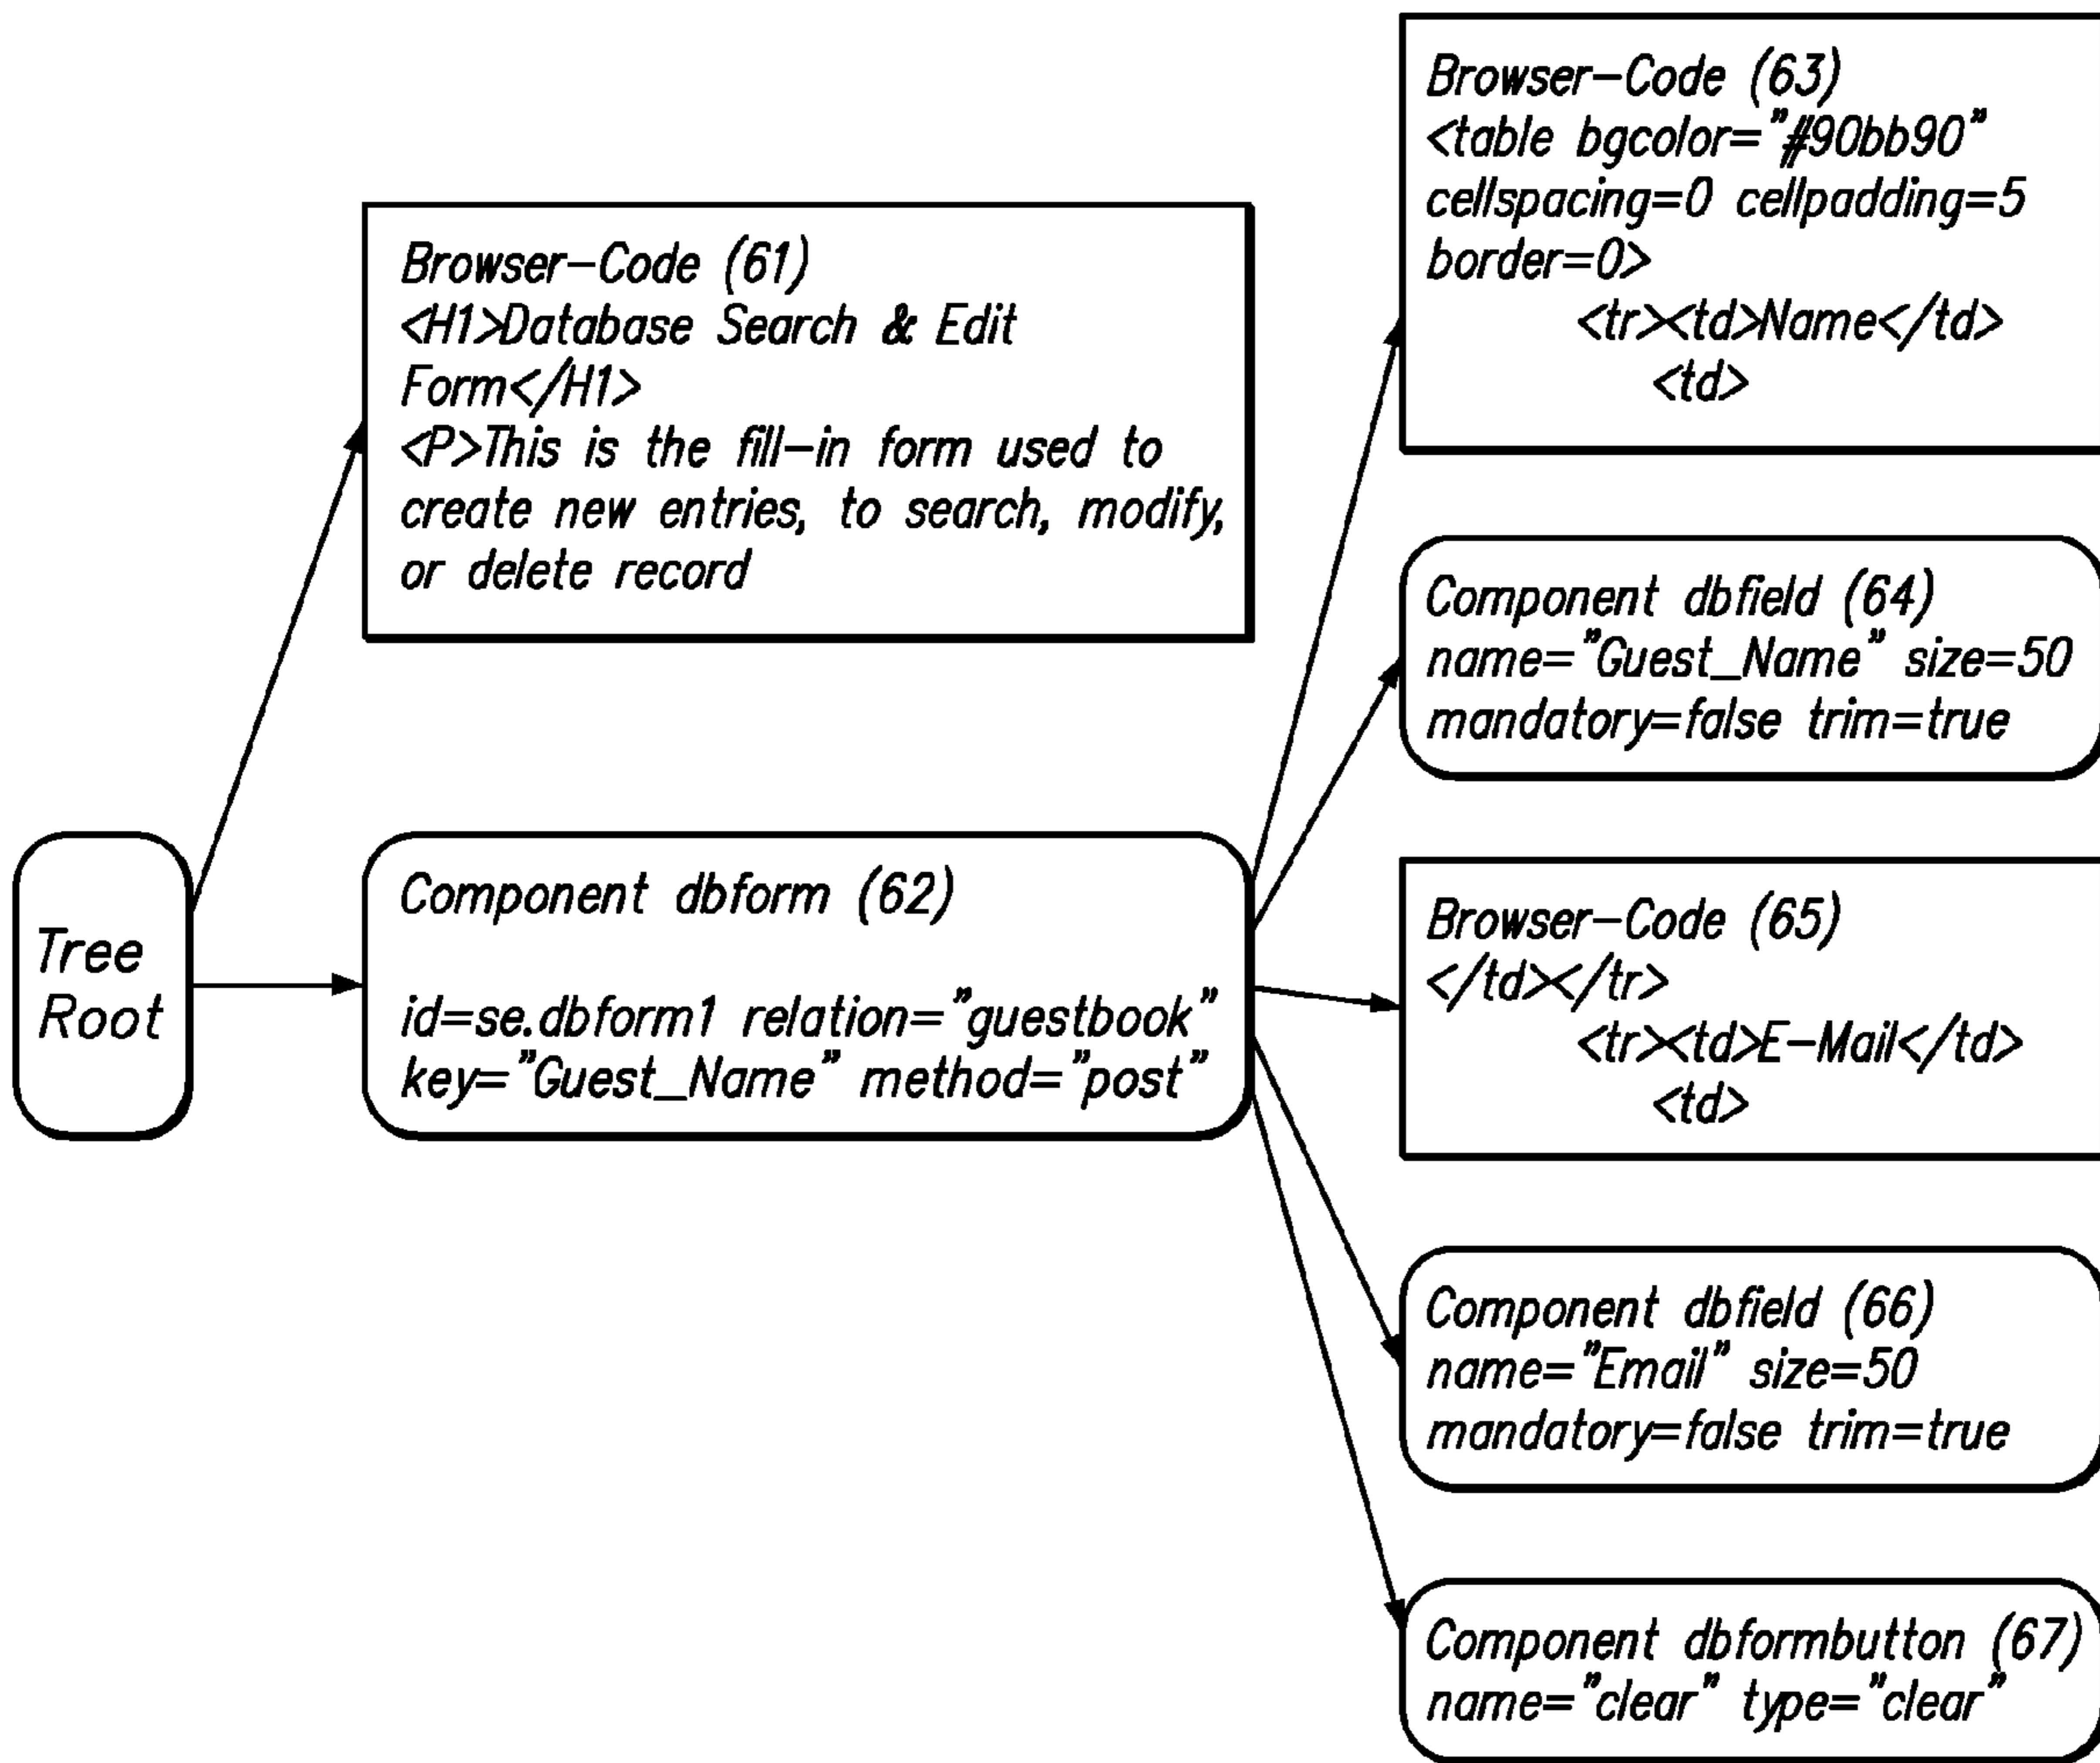 Tree
Root
Browser-Code (61)
<H1>Database Search & Edit
Form</H1>
<P>This is the fill-in form used to
create new entries, to search, modify,
or delete record
Component dbform (62)
id=se.dbform1 relation="guestbook"
key="Guest_Name" method="post"
Browser-Code (63)
<table bgcolor="#90bb90"
cellspacing=0 cellpadding=5
border=0>
<tr><td>Name</td>
<td>
Component dbfield (64)
name="Guest_Name" size=50
mandatory=false trim=true
Browser-Code (65)
</td></tr>
<tr><td>E-Mail</td>
<td>
Component dbfield (66)
name="Email" size=50
mandatory=false trim=true
Component dbformbutton (67)
name="clear" type="clear"